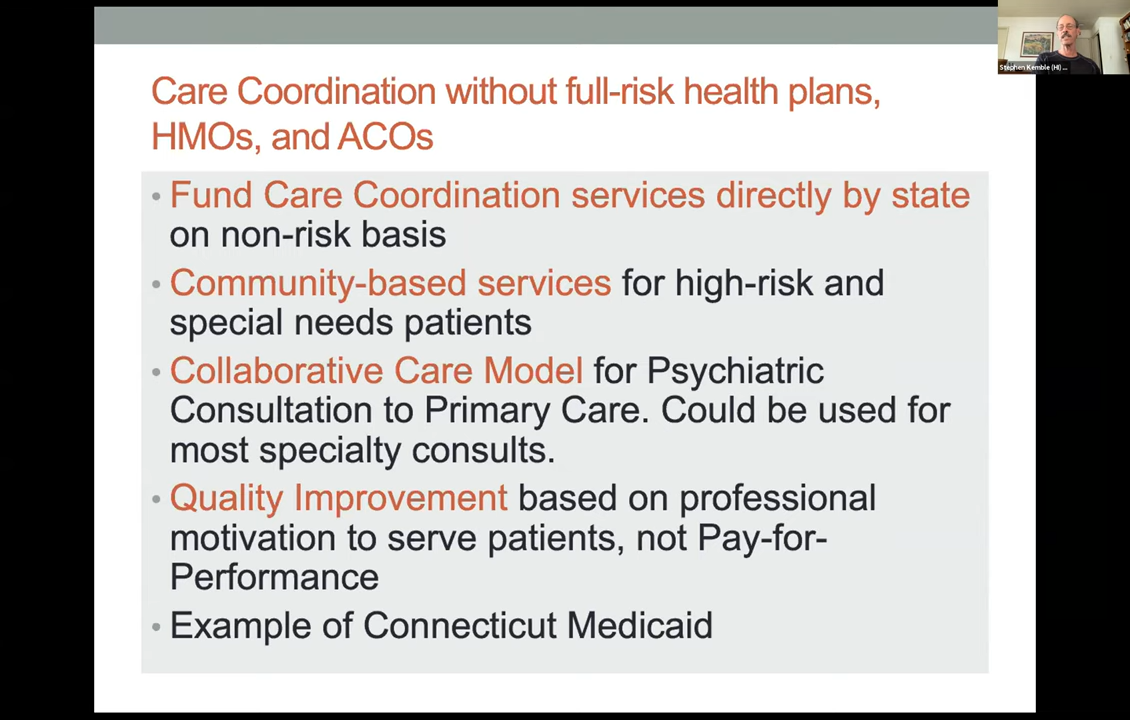 Stephen Kemble (HI) ...
Care Coordination without full-risk health plans,
HMOs, and ACOs
• Fund Care Coordination services directly by state
on non-risk basis
• Community-based services for high-risk and
special needs patients
• Collaborative Care Model for Psychiatric
Consultation to Primary Care. Could be used for
most specialty consults.
• Quality Improvement based on professional
motivation to serve patients, not Pay-for-
Performance
• Example of Connecticut Medicaid